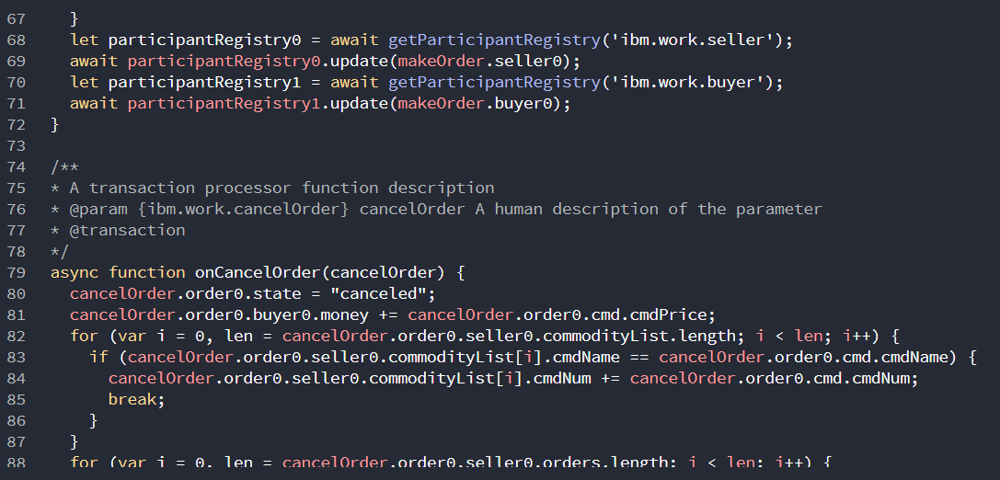 67 }
68 let participantRegistry0 = await getParticipantRegistry('ibm.work.seller');
69 await participantRegistry0.update(makeOrder.seller0);
70 let participantRegistry1 = await getParticipantRegistry('ibm.work.buyer');
71 await participantRegistry1.update(makeOrder.buyer0);
72 }
73
74 /**
75 * A transaction processor function description
76 * @param {ibm.work.cancelOrder} cancelOrder A human description of the parameter
77 * @transaction
78 */
79 async function onCancelOrder(cancelOrder) {
80 cancelOrder.order0.state = "canceled";
81 cancelOrder.order0.buyer0.money += cancelOrder.order0.cmd.cmdPrice;
82 for (var i = 0, len = cancelOrder.order0.seller0.commodityList.length; i < len; i++) {
83 if (cancelOrder.order0.seller0.commodityList[i].cmdName == cancelOrder.order0.cmd.cmdName) {
84 cancelOrder.order0.seller0.commodityList[i].cmdNum += cancelOrder.order0.cmd.cmdNum;
85 break;
86 }
87 }
88 for (var i = 0, len = cancelOrder.order0.seller0.orders.length; i < len; i++) {